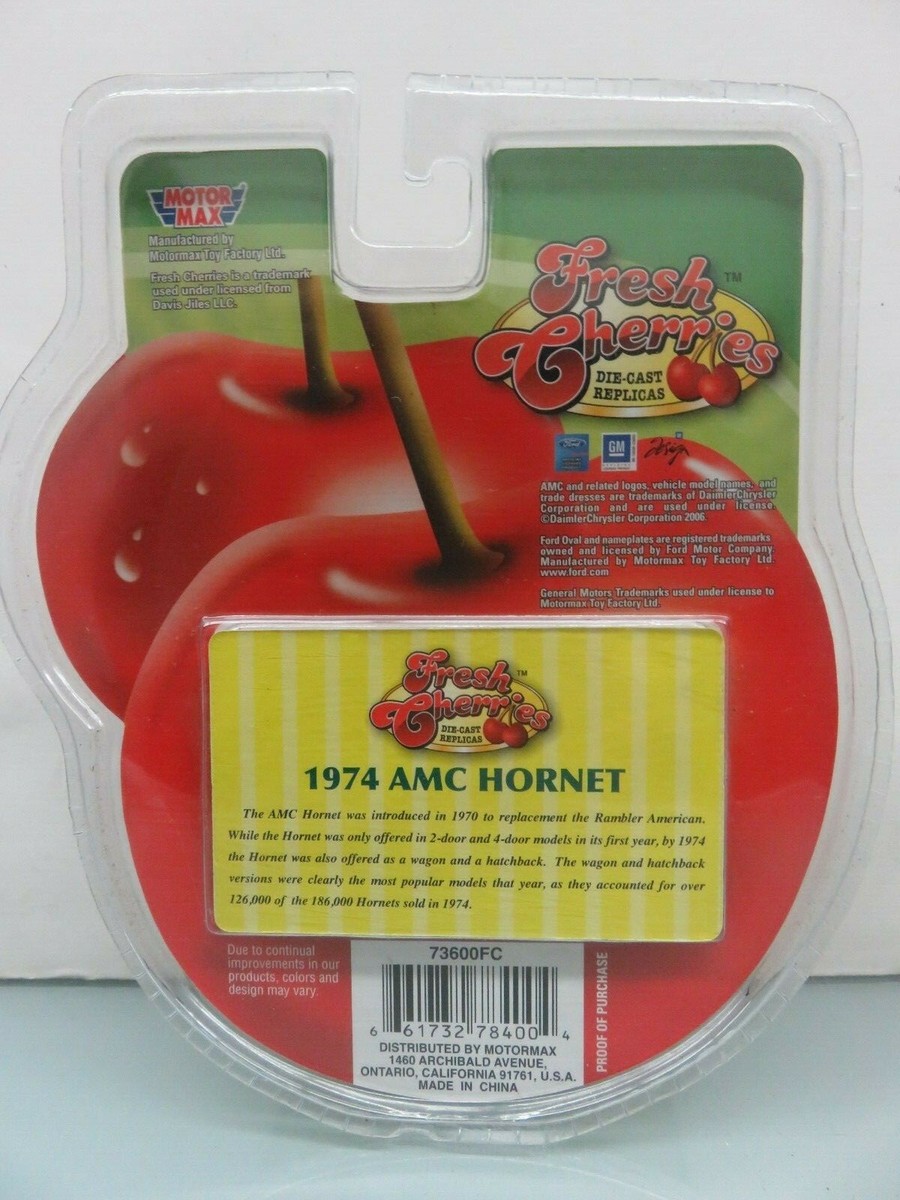 MOTOR
MAX
Manufactured by
Motormax Toy Factory Ltd.
Fresh Cherries is a trademark
used under licensed from
Davis Jiles LLC.
Fresh ™
Cherries
DIE-CAST
REPLICAS
Ford
GM
AMC and related logos, vehicle model names, and
trade dresses are trademarks of DaimlerChrysler
Corporation and are used under license.
©DaimlerChrysler Corporation 2006.
Ford Oval and nameplates are registered trademarks
owned and licensed by Ford Motor Company.
Manufactured by Motormax Toy Factory Ltd.
www.ford.com
General Motors Trademarks used under license to
Motormax Toy Factory Ltd.
Fresh ™
Cherries
DIE-CAST
REPLICAS
1974 AMC HORNET
The AMC Hornet was introduced in 1970 to replacement the Rambler American.
While the Hornet was only offered in 2-door and 4-door models in its first year, by 1974
the Hornet was also offered as a wagon and a hatchback. The wagon and hatchback
versions were clearly the most popular models that year, as they accounted for over
126,000 of the 186,000 Hornets sold in 1974.
Due to continual
improvements in our
products, colors and
design may vary.
73600FC
6 61732 78400 4
DISTRIBUTED BY MOTORMAX
1460 ARCHIBALD AVENUE,
ONTARIO, CALIFORNIA 91761, U.S.A.
MADE IN CHINA
PROOF OF PURCHASE